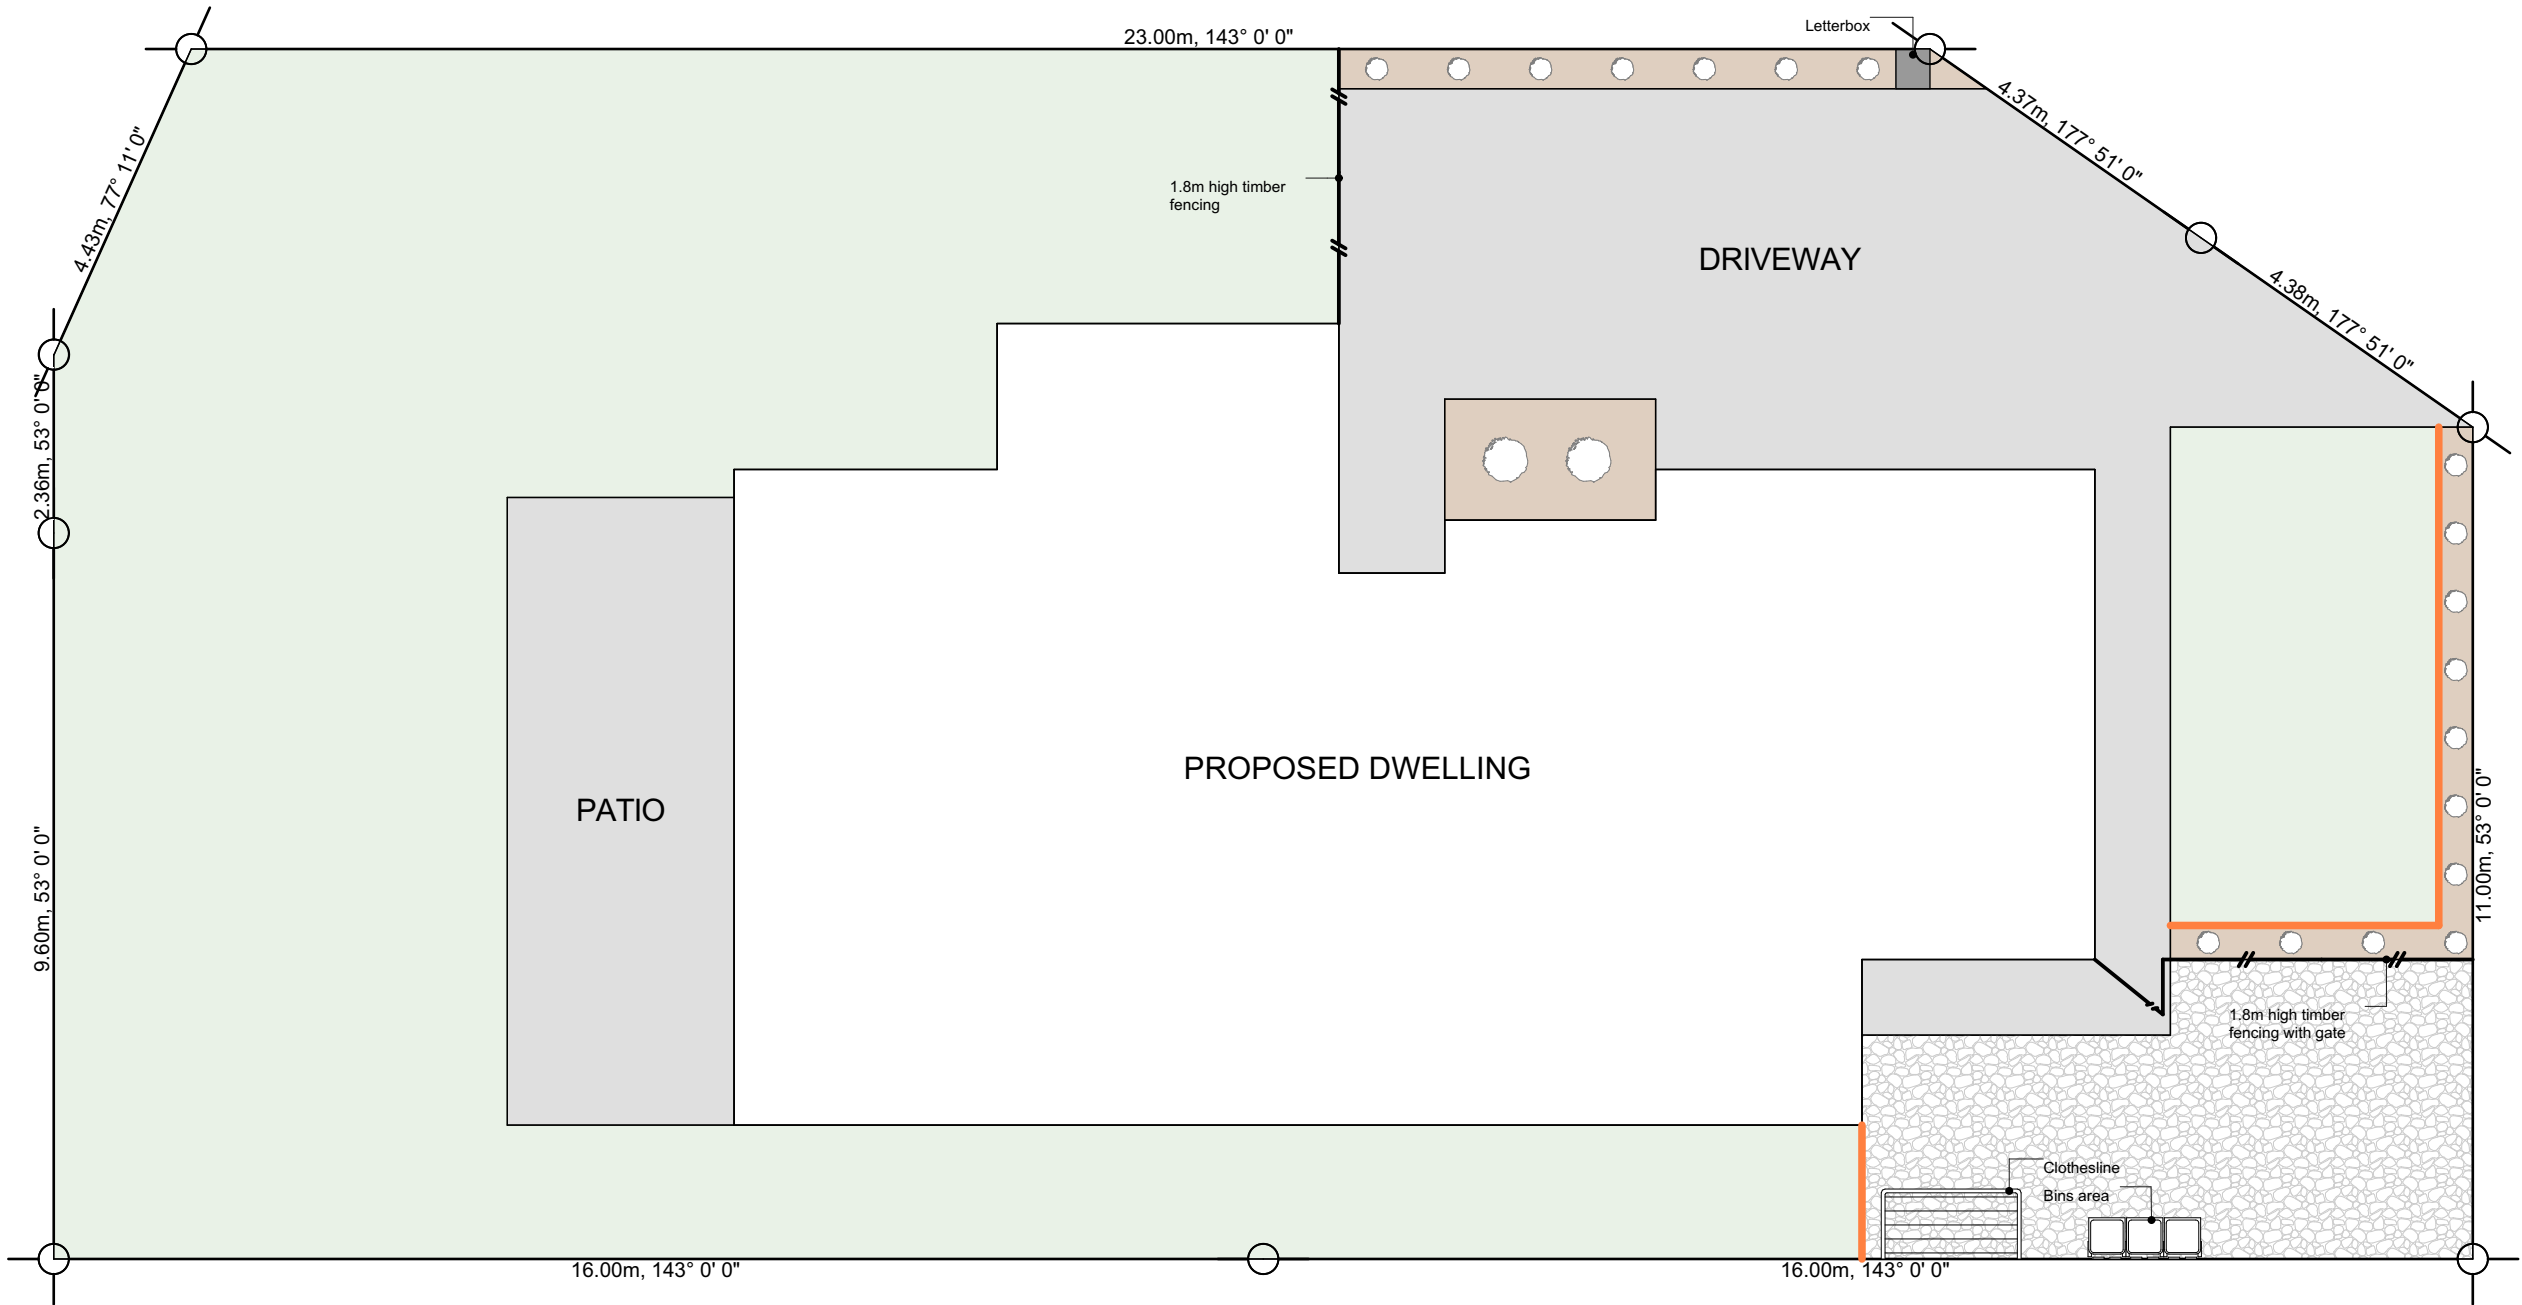 23.00m, 143° 0' 0"
Letterbox
4.37m, 177° 51' 0"
4.43m, 77° 11' 0"
1.8m high timber
fencing
DRIVEWAY
4.38m, 177° 51' 0"
2.36m, 53° 0' 0"
PROPOSED DWELLING
PATIO
11.00m, 53° 0' 0"
9.60m, 53° 0' 0"
1.8m high timber
fencing with gate
Clothesline
Bins area
16.00m, 143° 0' 0"
16.00m, 143° 0' 0"